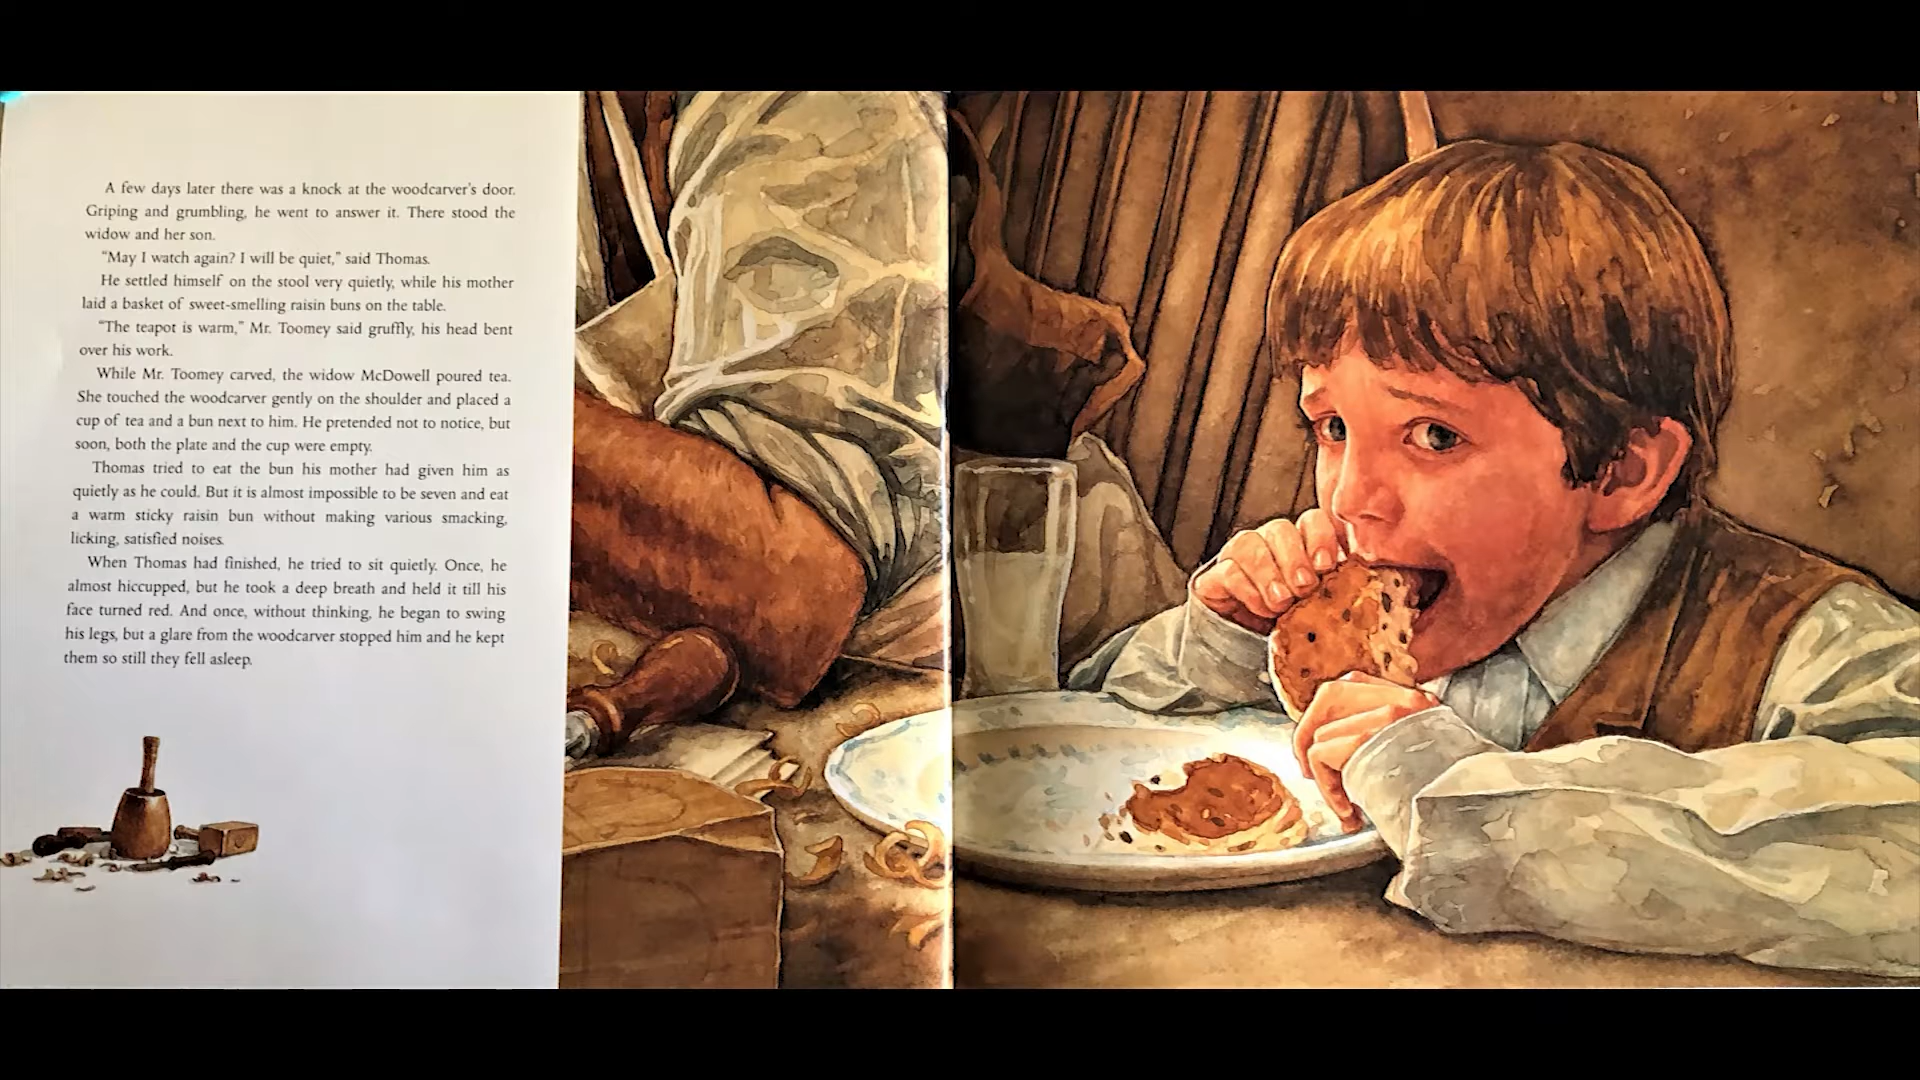 A few days later there was a knock at the woodcarver's door.
Griping and grumbling, he went to answer it. There stood the
widow and her son.
"May I watch again? I will be quiet," said Thomas.
He settled himself on the stool very quietly, while his mother
laid a basket of sweet-smelling raisin buns on the table.
"The teapot is warm," Mr. Toomey said gruffly, his head bent
over his work.
While Mr. Toomey carved, the widow McDowell poured tea.
She touched the woodcarver gently on the shoulder and placed a
cup of tea and a bun next to him. He pretended not to notice, but
soon, both the plate and the cup were empty.
Thomas tried to eat the bun his mother had given him as
quietly as he could. But it is almost impossible to be seven and eat
a warm sticky raisin bun without making various smacking,
licking, satisfied noises.
When Thomas had finished, he tried to sit quietly. Once, he
almost hiccupped, but he took a deep breath and held it till his
face turned red. And once, without thinking, he began to swing
his legs, but a glare from the woodcarver stopped him and he kept
them so still they fell asleep.